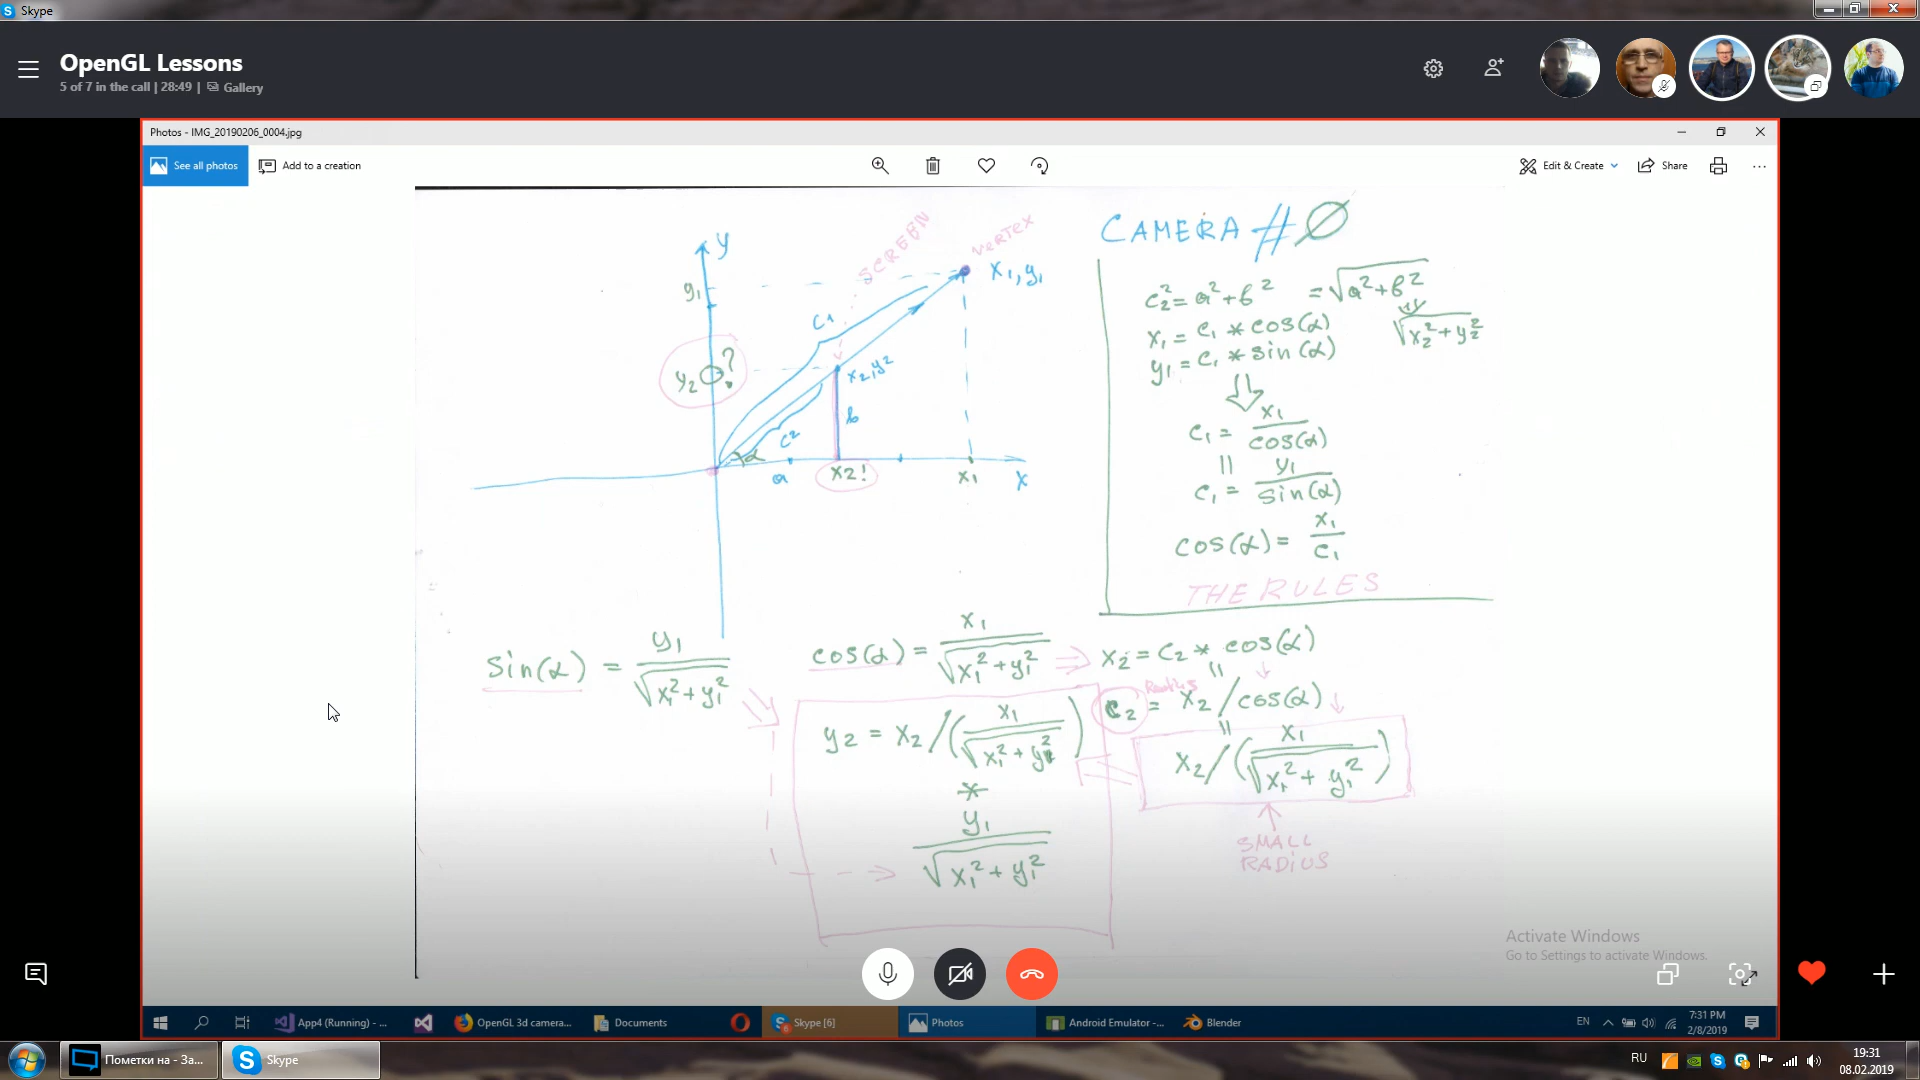 Skype
OpenGL Lessons
5 of 7 in the call | 28:49 | Gallery
Photos - IMG_20190206_0004.jpg
See all photos
Add to a creation
Edit & Create
Share
SCREEN
VERTEX
CAMERA # Ø
y
x₁, y₁
y₁
C₁
y₂ ?
x₂, y₂
b
C₂
α
a
x₂!
x₁
x
c₂² = a² + b² = √(a² + b²)
x₁ = c₁ * cos(α)
√(x₂² + y₂²)
y₁ = c₁ * sin(α)
c₁ = x₁ / cos(α)
||
c₁ = y₁ / sin(α)
cos(α) = x₁ / c₁
THE RULES
sin(α) = y₁ / √(x₁² + y₁²)
cos(α) = x₁ / √(x₁² + y₁²) ⇒ x₂ = c₂ * cos(α)
||
Radius
c₂ = x₂ / cos(α)
||
y₂ = x₂ / (x₁ / √(x₁² + y₁²))
x₂ / (x₁ / √(x₁² + y₁²))
*
y₁ / √(x₁² + y₁²)
SMALL
RADIUS
Activate Windows
Go to Settings to activate Windows.
App4 (Running) - ...
OpenGL 3d camera...
Documents
Skype [6]
Photos
Android Emulator - ...
Blender
EN
7:31 PM
2/8/2019
Пометки на - За...
Skype
RU
19:31
08.02.2019